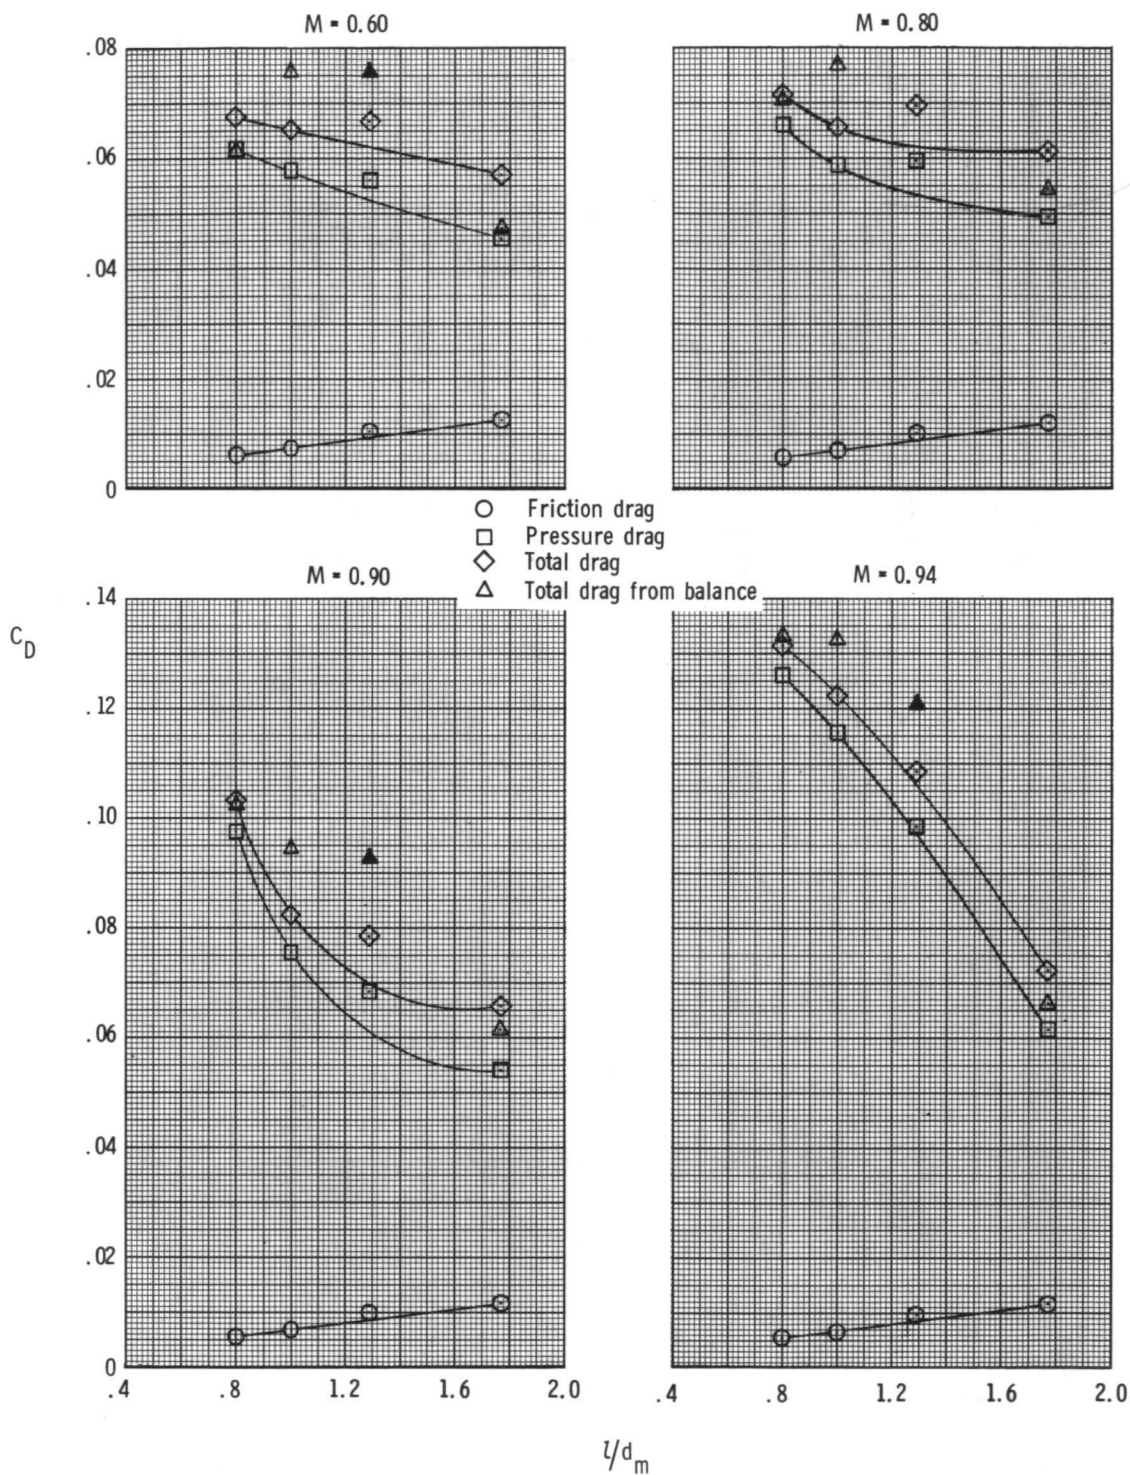 M = 0.60
M = 0.80
.08
.06
.04
.02
0
Friction drag
Pressure drag
Total drag
Total drag from balance
M = 0.90
M = 0.94
C_D
.14
.12
.10
.08
.06
.04
.02
0
.4 .8 1.2 1.6 2.0
.4 .8 1.2 1.6 2.0
l/d_m